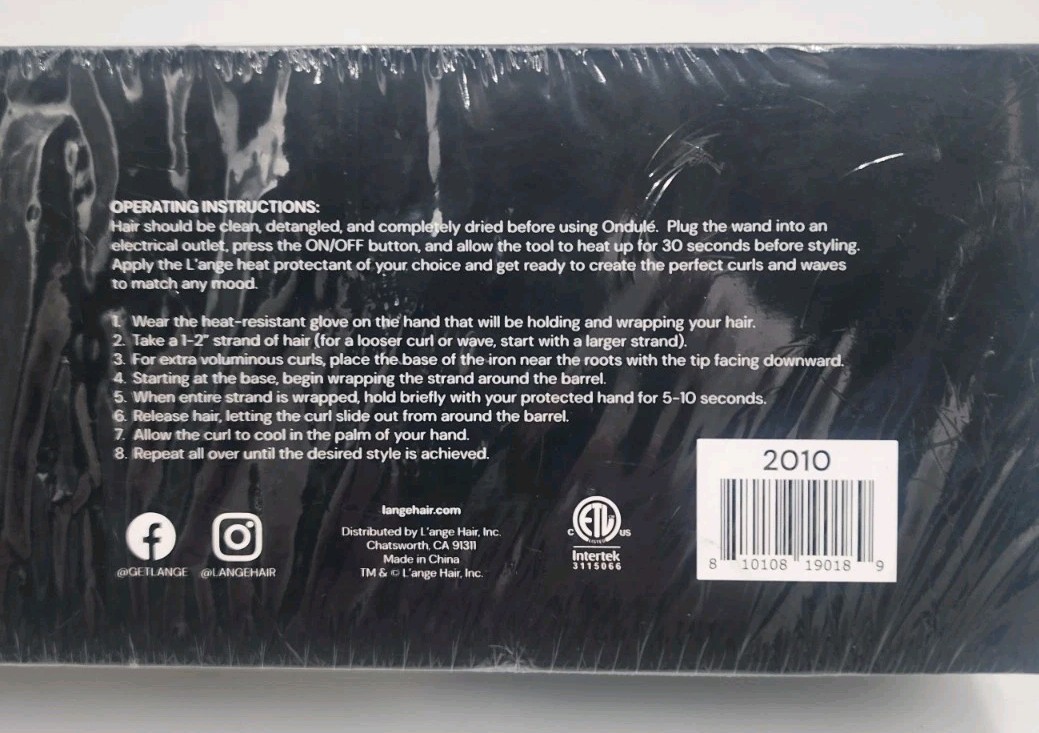 OPERATING INSTRUCTIONS:
Hair should be clean, detangled, and completely dried before using Ondulé. Plug the wand into an
electrical outlet, press the ON/OFF button, and allow the tool to heat up for 30 seconds before styling.
Apply the L'ange heat protectant of your choice and get ready to create the perfect curls and waves
to match any mood.
1. Wear the heat-resistant glove on the hand that will be holding and wrapping your hair.
2. Take a 1-2" strand of hair (for a looser curl or wave, start with a larger strand).
3. For extra voluminous curls, place the base of the iron near the roots with the tip facing downward.
4. Starting at the base, begin wrapping the strand around the barrel.
5. When entire strand is wrapped, hold briefly with your protected hand for 5-10 seconds.
6. Release hair, letting the curl slide out from around the barrel.
7. Allow the curl to cool in the palm of your hand.
8. Repeat all over until the desired style is achieved.
@GETLANGE @LANGEHAIR
langehair.com
Distributed by L'ange Hair, Inc.
Chatsworth, CA 91311
Made in China
TM & © L'ange Hair, Inc.
C ETL US
LISTED
Intertek
3115066
2010
8 10108 19018 9